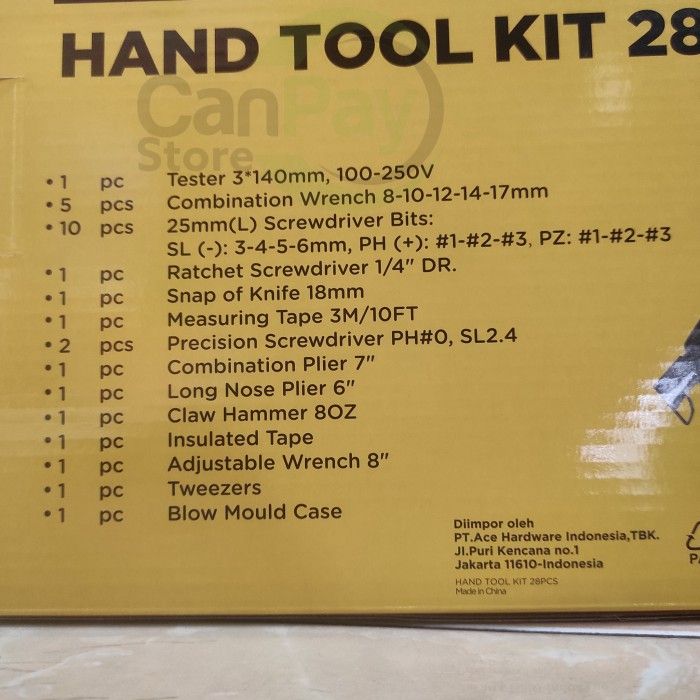 HAND TOOL KIT 28
CanPay
Store
• 1 pc Tester 3*140mm, 100-250V
• 5 pcs Combination Wrench 8-10-12-14-17mm
• 10 pcs 25mm(L) Screwdriver Bits:
SL (-): 3-4-5-6mm, PH (+): #1-#2-#3, PZ: #1-#2-#3
• 1 pc Ratchet Screwdriver 1/4" DR.
• 1 pc Snap of Knife 18mm
• 1 pc Measuring Tape 3M/10FT
• 2 pcs Precision Screwdriver PH#0, SL2.4
• 1 pc Combination Plier 7"
• 1 pc Long Nose Plier 6"
• 1 pc Claw Hammer 8OZ
• 1 pc Insulated Tape
• 1 pc Adjustable Wrench 8"
• 1 pc Tweezers
• 1 pc Blow Mould Case
Diimpor oleh
PT.Ace Hardware Indonesia,TBK.
Jl.Puri Kencana no.1
Jakarta 11610-Indonesia
HAND TOOL KIT 28PCS
Made in China